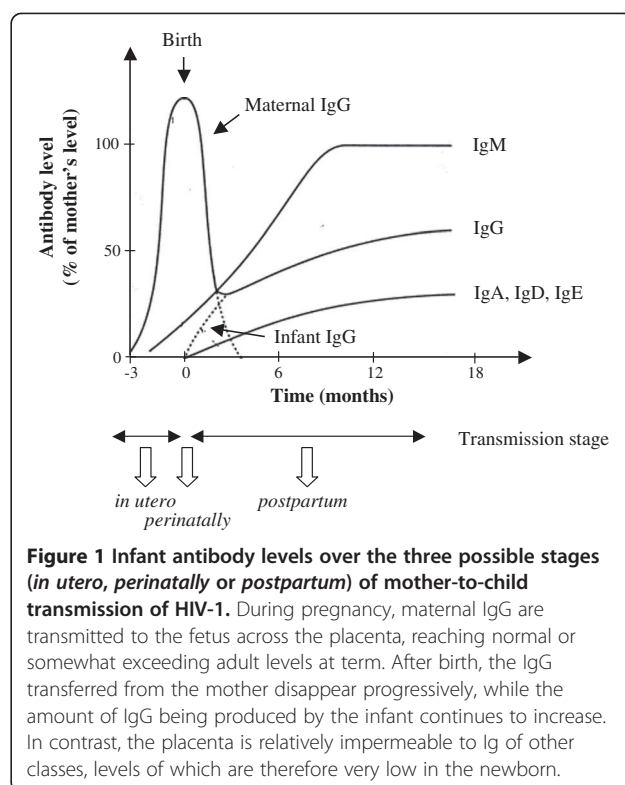 Birth
Maternal IgG
Antibody level
(% of mother's level)
100
50
0
IgM
IgG
IgA, IgD, IgE
Infant IgG
-3
0
6
12
18
Time (months)
Transmission stage
in utero
perinatally
postpartum
Figure 1 Infant antibody levels over the three possible stages
(in utero, perinatally or postpartum) of mother-to-child
transmission of HIV-1. During pregnancy, maternal IgG are
transmitted to the fetus across the placenta, reaching normal or
somewhat exceeding adult levels at term. After birth, the IgG
transferred from the mother disappear progressively, while the
amount of IgG being produced by the infant continues to increase.
In contrast, the placenta is relatively impermeable to Ig of other
classes, levels of which are therefore very low in the newborn.